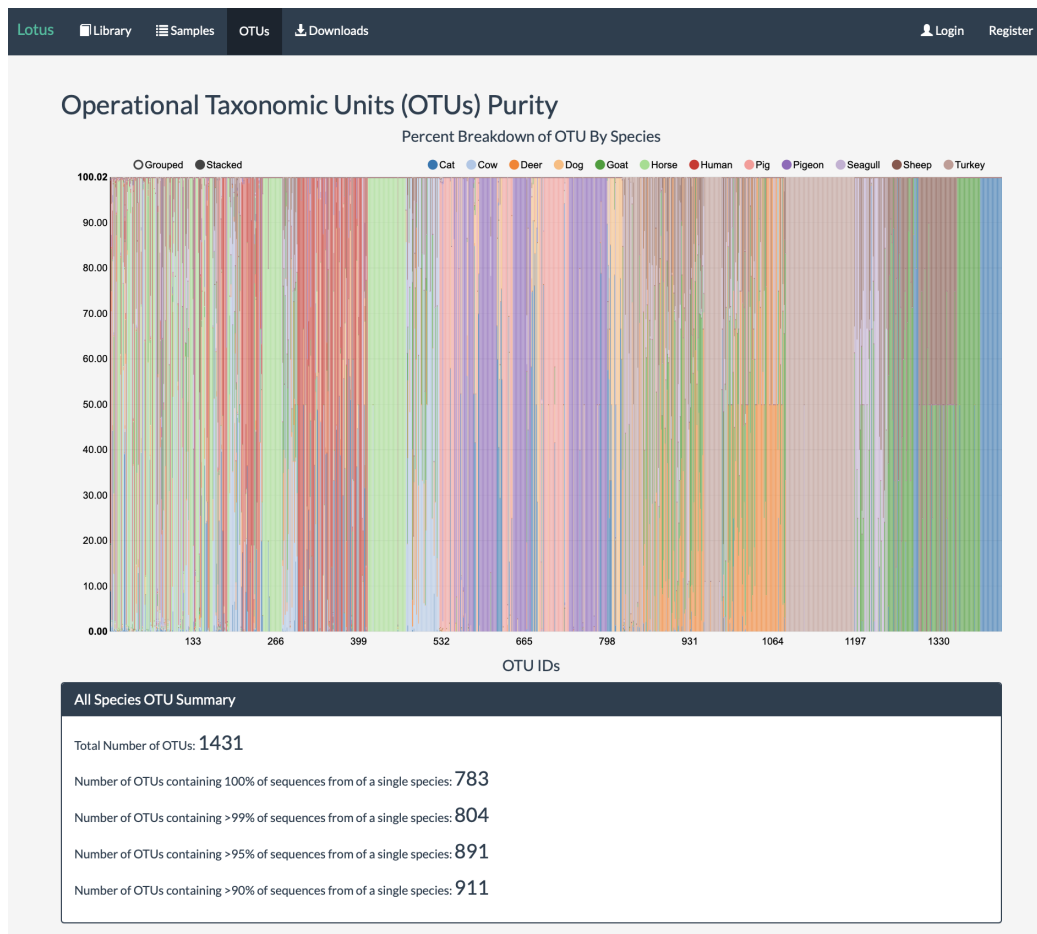 Lotus Library Samples OTUs Downloads Login Register
Operational Taxonomic Units (OTUs) Purity
Percent Breakdown of OTU By Species
Grouped Stacked Cat Cow Deer Dog Goat Horse Human Pig Pigeon Seagull Sheep Turkey
100.02
90.00
80.00
70.00
60.00
50.00
40.00
30.00
20.00
10.00
0.00
133 266 399 532 665 798 931 1064 1197 1330
OTU IDs
All Species OTU Summary
Total Number of OTUs: 1431
Number of OTUs containing 100% of sequences from of a single species: 783
Number of OTUs containing >99% of sequences from of a single species: 804
Number of OTUs containing >95% of sequences from of a single species: 891
Number of OTUs containing >90% of sequences from of a single species: 911